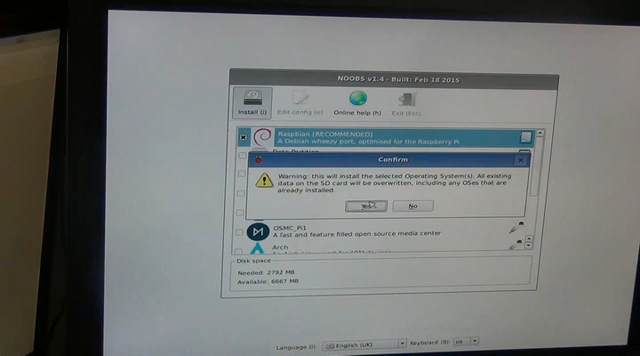 NOOBS v1.4 - Built: Feb 18 2015
Install (i)
Edit config (e)
Online help (h)
Exit (Esc)
Raspbian [RECOMMENDED]
A Debian wheezy port, optimised for the Raspberry Pi
Data Partition
Confirm
Warning: this will install the selected Operating System(s). All existing
data on the SD card will be overwritten, including any OSes that are
already installed.
Yes
No
OSMC_Pi1
A fast and feature filled open source media center
Arch
Disk space
Needed: 2792 MB
Available: 6667 MB
Language (l): English (UK) Keyboard (9): us